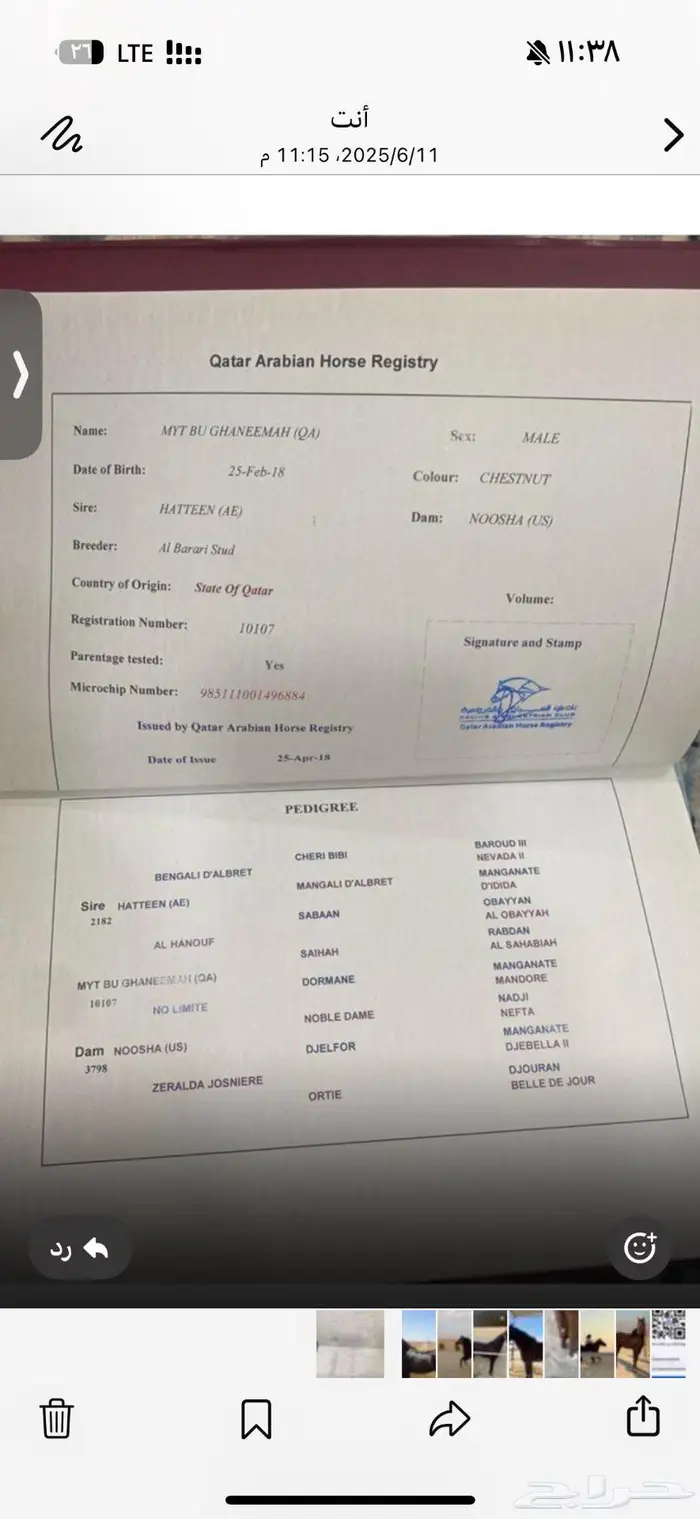 ٢٦ LTE ١١:٣٨
أنت
2025/6/11، 11:15 م
Qatar Arabian Horse Registry
Name: MYT BU GHANEEMAH (QA) Sex: MALE
Date of Birth: 25-Feb-18 Colour: CHESTNUT
Sire: HATTEEN (AE) Dam: NOOSHA (US)
Breeder: Al Barari Stud
Country of Origin: State Of Qatar Volume:
Registration Number: 10107
Signature and Stamp
Parentage tested: Yes
Microchip Number: 985111001496884
Qatar Arabian Horse Registry
Issued by Qatar Arabian Horse Registry
Date of Issue 25-Apr-18
PEDIGREE
BAROUD III
CHERI BIBI
NEVADA II
BENGALI D'ALBRET
MANGANATE
MANGALI D'ALBRET
D'IDIDA
Sire HATTEEN (AE)
2182
OBAYYAN
SABAAN
AL OBAYYAH
AL HANOUF
RABDAN
SAIHAH
AL SAHABIAH
MYT BU GHANEEMAH (QA)
10107
MANGANATE
DORMANE
MANDORE
NO LIMITE
NADJI
NOBLE DAME
NEFTA
Dam NOOSHA (US)
3798
MANGANATE
DJELFOR
DJEBELLA II
ZERALDA JOSNIERE
DJOURAN
ORTIE
BELLE DE JOUR
رد
حراج